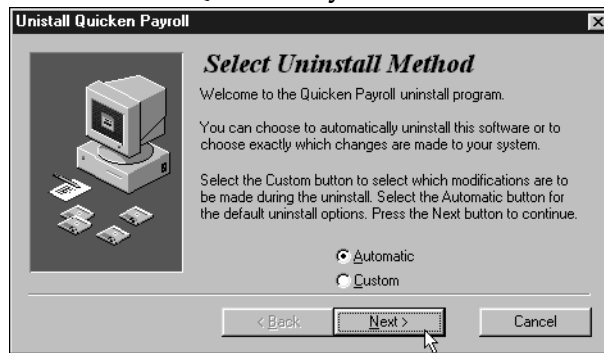 Unistall Quicken Payroll
Select Uninstall Method
Welcome to the Quicken Payroll uninstall program.
You can choose to automatically uninstall this software or to
choose exactly which changes are made to your system.
Select the Custom button to select which modifications are to
be made during the uninstall. Select the Automatic button for
the default uninstall options. Press the Next button to continue.
Automatic
Custom
< Back
Next >
Cancel